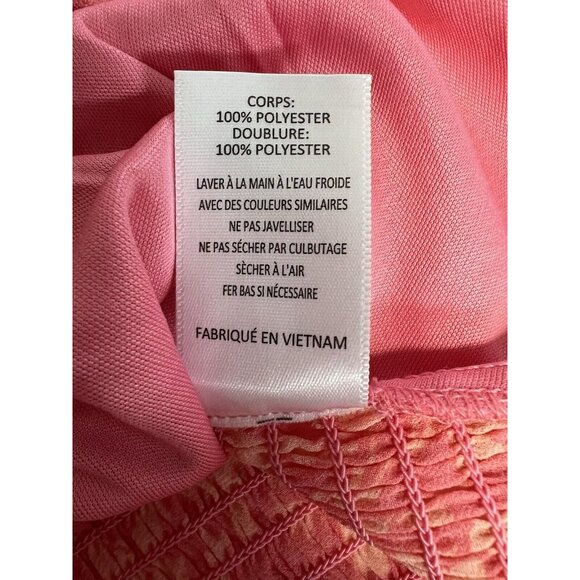 CORPS:
100% POLYESTER
DOUBLURE:
100% POLYESTER
LAVER À LA MAIN À L'EAU FROIDE
AVEC DES COULEURS SIMILAIRES
NE PAS JAVELLISER
NE PAS SÉCHER PAR CULBUTAGE
SÈCHER À L'AIR
FER BAS SI NÉCESSAIRE
FABRIQUÉ EN VIETNAM